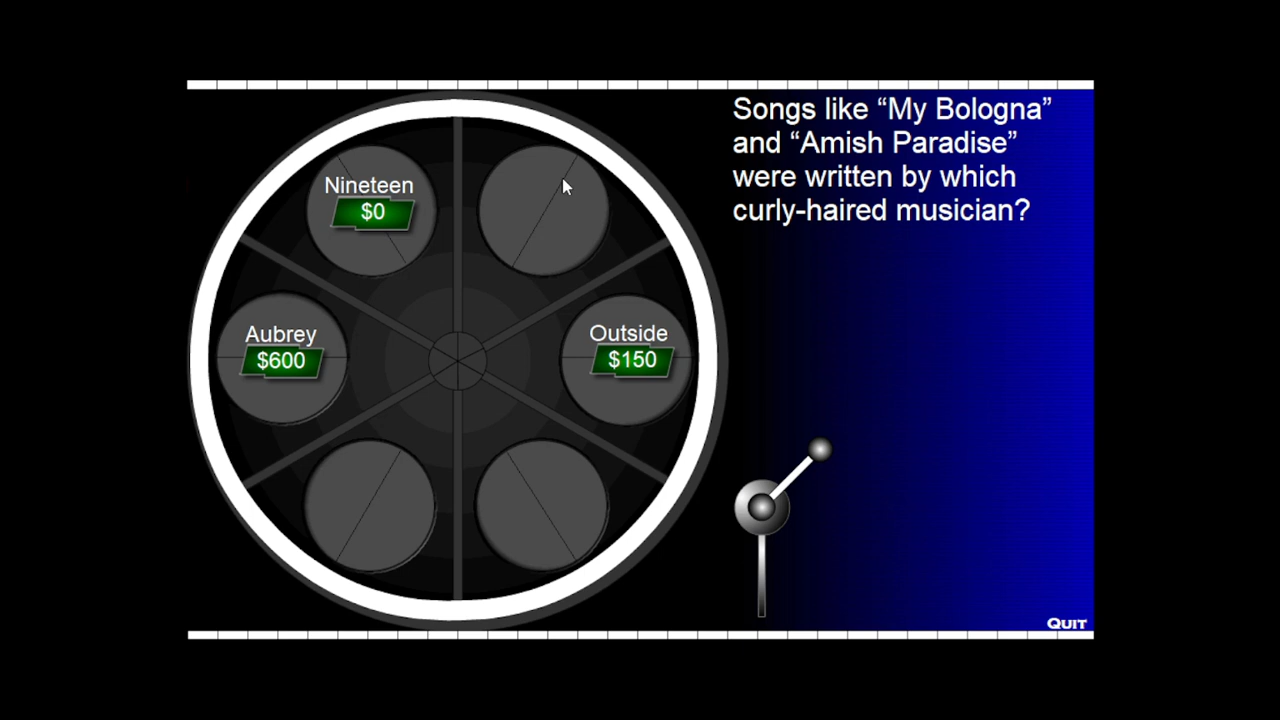 Songs like “My Bologna”
and “Amish Paradise”
were written by which
curly-haired musician?
Nineteen
$0
Aubrey
$600
Outside
$150
QUIT